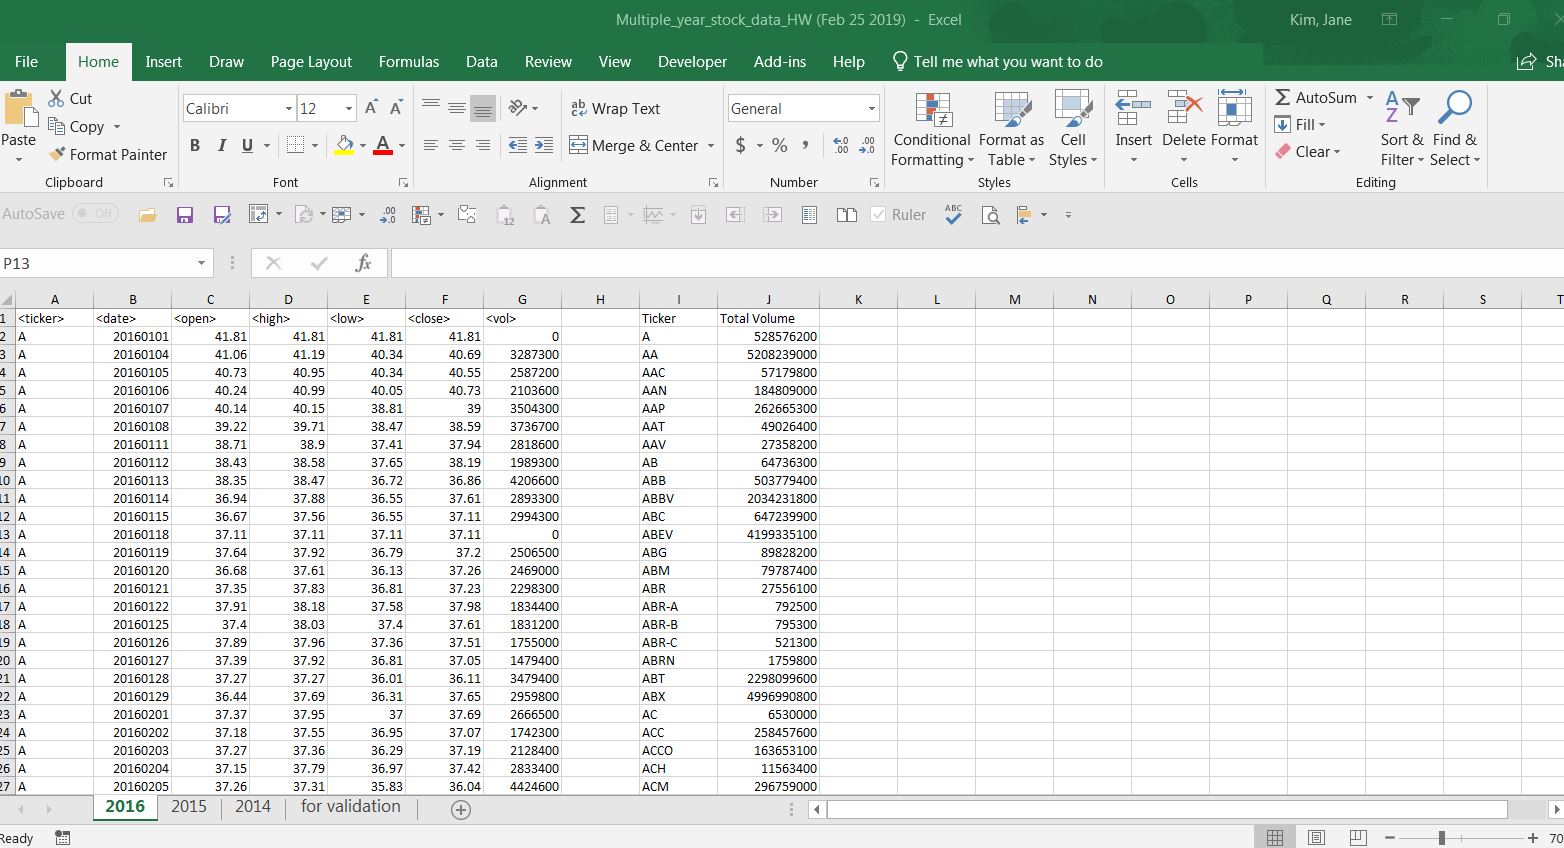 Multiple_year_stock_data_HW (Feb 25 2019) - Excel Kim, Jane
File Home Insert Draw Page Layout Formulas Data Review View Developer Add-ins Help Tell me what you want to do
Cut Calibri 12 A A ab Wrap Text General AutoSum A
Copy Fill Z
Paste Format Painter B I U A Merge & Center $ % , Conditional Formatting Format as Table Cell Styles Insert Delete Format Clear Sort & Filter Find & Select
Clipboard Font Alignment Number Styles Cells Editing
AutoSave Off Ruler ABC
P13 fx
A B C D E F G H I J K L M N O P Q R S T
1 <ticker> <date> <open> <high> <low> <close> <vol> Ticker Total Volume
2 A 20160101 41.81 41.81 41.81 41.81 0 A 528576200
3 A 20160104 41.06 41.19 40.34 40.69 3287300 AA 5208239000
4 A 20160105 40.73 40.95 40.34 40.55 2587200 AAC 57179800
5 A 20160106 40.24 40.99 40.05 40.73 2103600 AAN 184809000
6 A 20160107 40.14 40.15 38.81 39 3504300 AAP 262665300
7 A 20160108 39.22 39.71 38.47 38.59 3736700 AAT 49026400
8 A 20160111 38.71 38.9 37.41 37.94 2818600 AAV 27358200
9 A 20160112 38.43 38.58 37.65 38.19 1989300 AB 64736300
10 A 20160113 38.35 38.47 36.72 36.86 4206600 ABB 503779400
11 A 20160114 36.94 37.88 36.55 37.61 2893300 ABBV 2034231800
12 A 20160115 36.67 37.56 36.55 37.11 2994300 ABC 647239900
13 A 20160118 37.11 37.11 37.11 37.11 0 ABEV 4199335100
14 A 20160119 37.64 37.92 36.79 37.2 2506500 ABG 89828200
15 A 20160120 36.68 37.61 36.13 37.26 2469000 ABM 79787400
16 A 20160121 37.35 37.83 36.81 37.23 2298300 ABR 27556100
17 A 20160122 37.91 38.18 37.58 37.98 1834400 ABR-A 792500
18 A 20160125 37.4 38.03 37.4 37.61 1831200 ABR-B 795300
19 A 20160126 37.89 37.96 37.36 37.51 1755000 ABR-C 521300
20 A 20160127 37.39 37.92 36.81 37.05 1479400 ABRN 1759800
21 A 20160128 37.27 37.27 36.01 36.11 3479400 ABT 2298099600
22 A 20160129 36.44 37.69 36.31 37.65 2959800 ABX 4996990800
23 A 20160201 37.37 37.95 37 37.69 2666500 AC 6530000
24 A 20160202 37.18 37.55 36.95 37.07 1742300 ACC 258457600
25 A 20160203 37.27 37.36 36.29 37.19 2128400 ACCO 163653100
26 A 20160204 37.15 37.79 36.97 37.42 2833400 ACH 11563400
27 A 20160205 37.26 37.31 35.83 36.04 4424600 ACM 296759000
2016 2015 2014 for validation
Ready 70